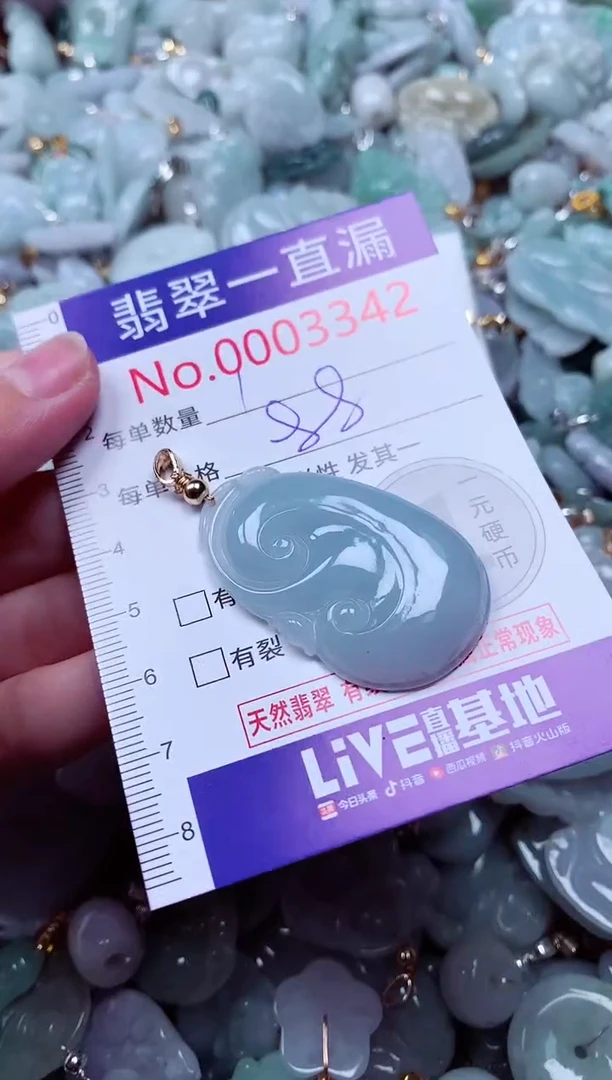 0
翡翠一直漏
No.0003342
2
每单数量 1
88
3
每单 格
性 发其一
一元硬币
4
5
有
6
有裂
天然翡翠 有 正常现象
7
LiVE直播基地
今日头条 抖音 西瓜视频 抖音火山版
8